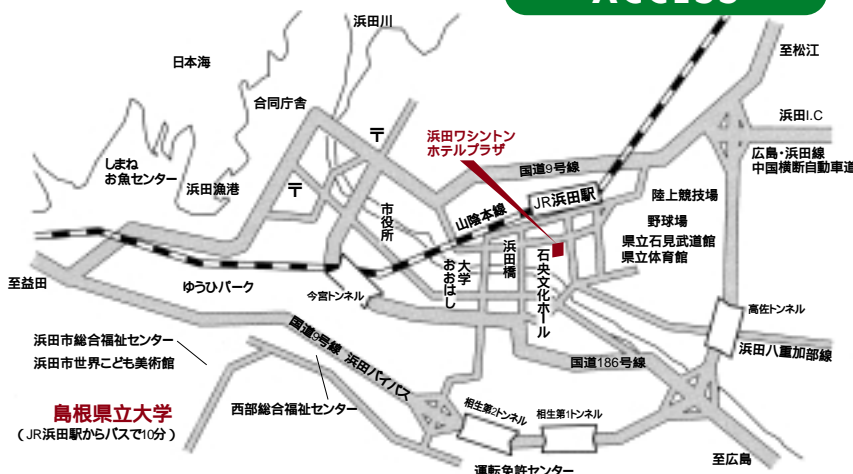 ACCESS
浜田川
日本海
合同庁舎
至松江
浜田I.C
広島・浜田線
中国横断自動車道
浜田ワシントン
ホテルプラザ
国道9号線
しまね
お魚センター
浜田漁港
〒
〒
市役所
山陰本線
JR浜田駅
陸上競技場
野球場
県立石見武道館
県立体育館
大学
おおはし
浜田橋
石央文化ホール
至益田
ゆうひパーク
今宮トンネル
高佐トンネル
浜田八重加部線
国道186号線
浜田市総合福祉センター
浜田市世界こども美術館
国道9号線 浜田バイパス
島根県立大学
(JR浜田駅からバスで10分)
西部総合福祉センター
相生第2トンネル
相生第1トンネル
運転免許センター
至広島